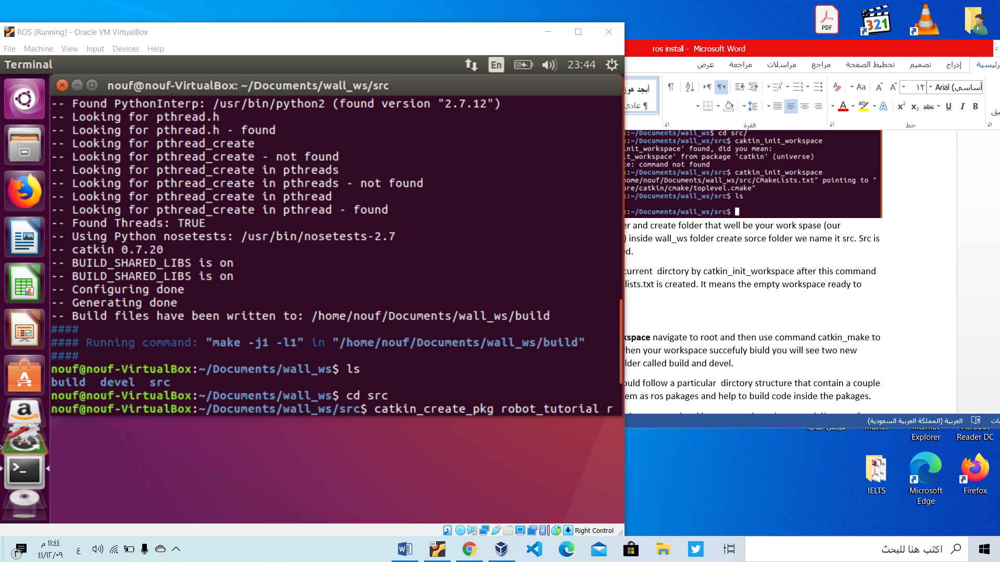 ROS [Running] - Oracle VM VirtualBox
File Machine View Input Devices Help
Terminal
En
23:44
nouf@nouf-VirtualBox: ~/Documents/wall_ws/src
-- Found PythonInterp: /usr/bin/python2 (found version "2.7.12")
-- Looking for pthread.h
-- Looking for pthread.h - found
-- Looking for pthread_create
-- Looking for pthread_create - not found
-- Looking for pthread_create in pthreads
-- Looking for pthread_create in pthreads - not found
-- Looking for pthread_create in pthread
-- Looking for pthread_create in pthread - found
-- Found Threads: TRUE
-- Using Python nosetests: /usr/bin/nosetests-2.7
-- catkin 0.7.20
-- BUILD_SHARED_LIBS is on
-- BUILD_SHARED_LIBS is on
-- Configuring done
-- Generating done
-- Build files have been written to: /home/nouf/Documents/wall_ws/build
####
#### Running command: "make -j1 -l1" in "/home/nouf/Documents/wall_ws/build"
####
nouf@nouf-VirtualBox:~/Documents/wall_ws$ ls
build devel src
nouf@nouf-VirtualBox:~/Documents/wall_ws$ cd src
nouf@nouf-VirtualBox:~/Documents/wall_ws/src$ catkin_create_pkg robot_tutorial r
Right Control
PDF
321
ros install - Microsoft Word
إدراج تصميم تخطيط الصفحة مراجع مراسلات مراجعة عرض
أساسي) Arial ١٢ Aa
أبجد هوز
¶ عادي
خط
فقرة
:~/Documents/wall_ws$ cd src/
:~/Documents/wall_ws/src$ caktin_init_workspace
init_workspace' found, did you mean:
it_workspace' from package 'catkin' (universe)
e: command not found
:~/Documents/wall_ws/src$ catkin_init_workspace
home/nouf/Documents/wall_ws/src/CMakeLists.txt" pointing to "
are/catkin/cmake/toplevel.cmake"
:~/Documents/wall_ws/src$ ls
:~/Documents/wall_ws/src$
er and create folder that well be your work spase (our
) inside wall_ws folder create sorce folder we name it src. Src is
ed.
current dirctory by catkin_init_workspace after this command
lists.txt is created. It means the empty workspace ready to
kspace navigate to root and then use command catkin_make to
hen your workspace succefuly biuld you will see two new
lder called build and devel.
ould follow a particular dirctory structure that contain a couple
em as ros pakages and help to build code inside the pakages.
العربية (المملكة العربية السعودية)
Explorer
Reader DC
IELTS
Microsoft Edge
Firefox
١١:٤٤ م
٤١/١٢/٠٩
ع
اكتب هنا للبحث